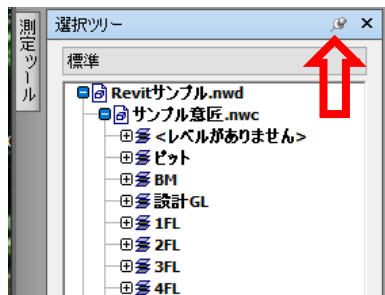 測定ツール
選択ツリー
標準
Revitサンプル.nwd
サンプル意匠.nwc
<レベルがありません>
ピット
BM
設計GL
1FL
2FL
3FL
4FL